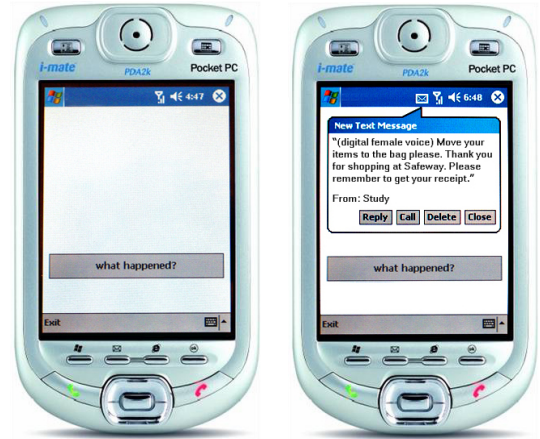 i-mate
PDA2k
Pocket PC
4:47
what happened?
Exit
i-mate
PDA2k
Pocket PC
6:48
New Text Message
"(digital female voice) Move your
items to the bag please. Thank you
for shopping at Safeway. Please
remember to get your receipt."
From: Study
Reply Call Delete Close
what happened?
Exit